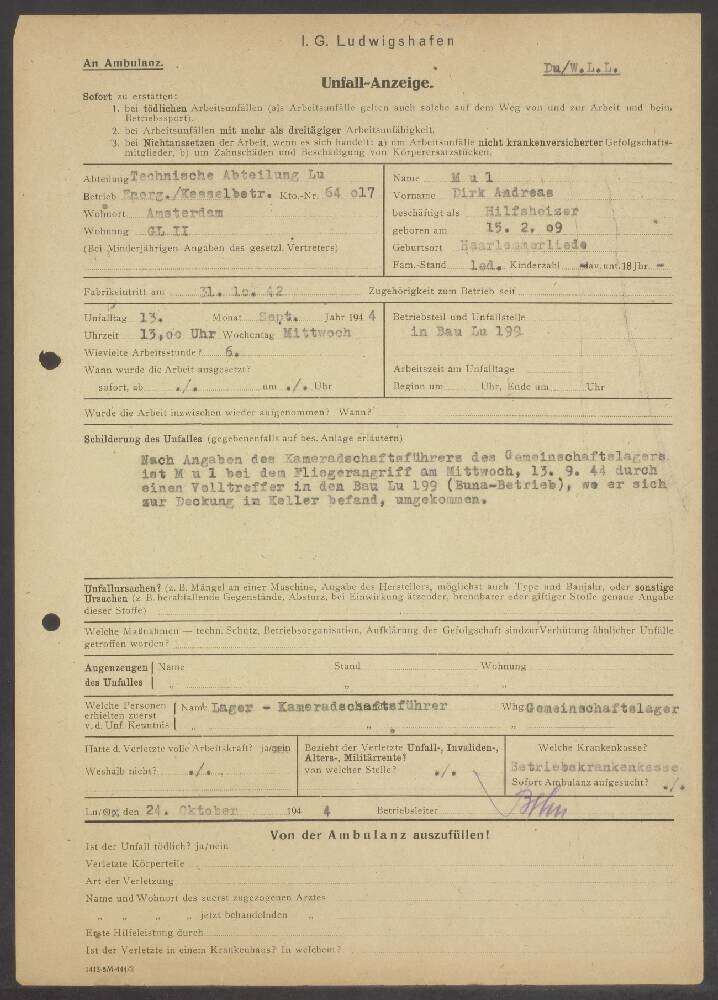 I. G. Ludwigshafen
An Ambulanz.
Du/W.L.L.
Unfall-Anzeige.
Sofort zu erstatten:
1. bei tödlichen Arbeitsunfällen (als Arbeitsunfälle gelten auch solche auf dem Weg von und zur Arbeit und beim
Betriebssport).
2. bei Arbeitsunfällen mit mehr als dreitägiger Arbeitsunfähigkeit.
3. bei Nichtaussetzen der Arbeit, wenn es sich handelt: a) um Arbeitsunfälle nicht krankenversicherter Gefolgschafts-
mitglieder, b) um Zahnschäden und Beschädigung von Körperersatzstücken.
Abteilung Technische Abteilung Lu
Betrieb Energ./Kesselbetr. Kto.-Nr. 64 o17
Wohnort Amsterdam
Wohnung GL II
(Bei Minderjährigen Angaben des gesetzl. Vertreters)
Name M u l
Vorname Dirk Andreas
beschäftigt als Hilfsheizer
geboren am 15. 2. o9
Geburtsort Haarlemmerliede
Fam.-Stand led. Kinderzahl - dav. unt. 18 Jhr. -
Fabrikeintritt am 31. 1o. 42 Zugehörigkeit zum Betrieb seit
Unfalltag 13. Monat Sept. Jahr 194 4
Uhrzeit 13,oo Uhr Wochentag Mittwoch
Wievielte Arbeitsstunde? 6.
Wann wurde die Arbeit ausgesetzt?
sofort, ab ./. um ./. Uhr
Betriebsteil und Unfallstelle
in Bau Lu 199
Arbeitszeit am Unfalltage
Beginn um Uhr, Ende um Uhr
Wurde die Arbeit inzwischen wieder aufgenommen? Wann?
Schilderung des Unfalles (gegebenenfalls auf bes. Anlage erläutern)
Nach Angaben des Kameradschaftsführers des Gemeinschaftslagers
ist M u l bei dem Fliegerangriff am Mittwoch, 13. 9. 44 durch
einen Volltreffer in den Bau Lu 199 (Buna-Betrieb), wo er sich
zur Deckung im Keller befand, umgekommen.
Unfallursachen? (z. B. Mängel an einer Maschine, Angabe des Herstellers, möglichst auch Type und Baujahr, oder sonstige
Ursachen (z. B. herabfallende Gegenstände, Absturz, bei Einwirkung ätzender, brennbarer oder giftiger Stoffe genaue Angabe
dieser Stoffe)
Welche Maßnahmen — techn. Schutz, Betriebsorganisation, Aufklärung der Gefolgschaft sind zur Verhütung ähnlicher Unfälle
getroffen worden?
Augenzeugen Name Stand Wohnung
des Unfalles " " "
Welche Personen
erhielten zuerst
v. d. Unf. Kenntnis
Name Lager - Kameradschaftsführer Whg Gemeinschaftslager
" " "
Hatte d. Verletzte volle Arbeitskraft? ja/nein
Weshalb nicht? ./.
Bezieht der Verletzte Unfall-, Invaliden-,
Alters-, Militärrente?
von welcher Stelle? ./.
Welche Krankenkasse?
Betriebskrankenkasse
Sofort Ambulanz aufgesucht? ./.
Lu/Op, den 24. Oktober 194 4 Betriebsleiter
Von der Ambulanz auszufüllen!
Ist der Unfall tödlich? ja/nein
Verletzte Körperteile
Art der Verletzung
Name und Wohnort des zuerst zugezogenen Arztes
" " " " jetzt behandelnden "
Erste Hilfeleistung durch
Ist der Verletzte in einem Krankenhaus? In welchem?